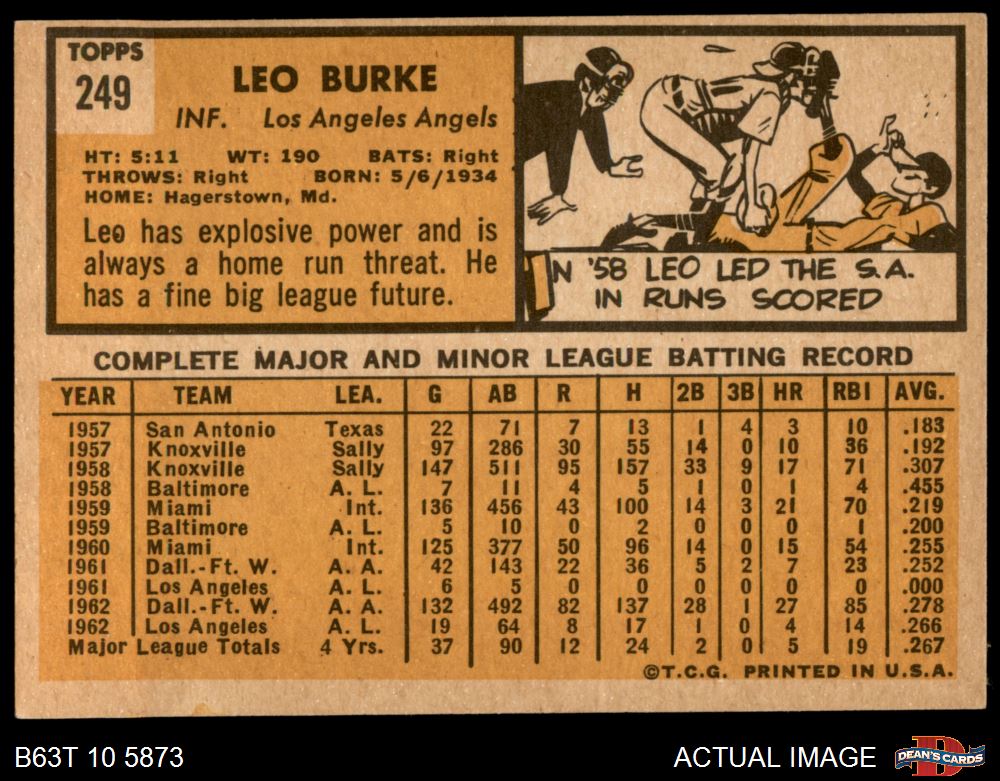 TOPPS
249
LEO BURKE
INF. Los Angeles Angels
HT: 5:11 WT: 190 BATS: Right
THROWS: Right BORN: 5/6/1934
HOME: Hagerstown, Md.
Leo has explosive power and is
always a home run threat. He
has a fine big league future.
IN '58 LEO LED THE S.A.
IN RUNS SCORED
COMPLETE MAJOR AND MINOR LEAGUE BATTING RECORD
YEAR TEAM LEA. G AB R H 2B 3B HR RBI AVG.
1957 San Antonio Texas 22 71 7 13 1 4 3 10 .183
1957 Knoxville Sally 97 286 30 55 14 0 10 36 .192
1958 Knoxville Sally 147 511 95 157 33 9 17 71 .307
1958 Baltimore A. L. 7 11 4 5 1 0 1 4 .455
1959 Miami Int. 136 456 43 100 14 3 21 70 .219
1959 Baltimore A. L. 5 10 0 2 0 0 0 1 .200
1960 Miami Int. 125 377 50 96 14 0 15 54 .255
1961 Dall.-Ft. W. A. A. 42 143 22 36 5 2 7 23 .252
1961 Los Angeles A. L. 6 5 0 0 0 0 0 0 .000
1962 Dall.-Ft. W. A. A. 132 492 82 137 28 1 27 85 .278
1962 Los Angeles A. L. 19 64 8 17 1 0 4 14 .266
Major League Totals 4 Yrs. 37 90 12 24 2 0 5 19 .267
©T.C.G. PRINTED IN U.S.A.
B63T 10 5873
ACTUAL IMAGE
D
DEAN'S CARDS